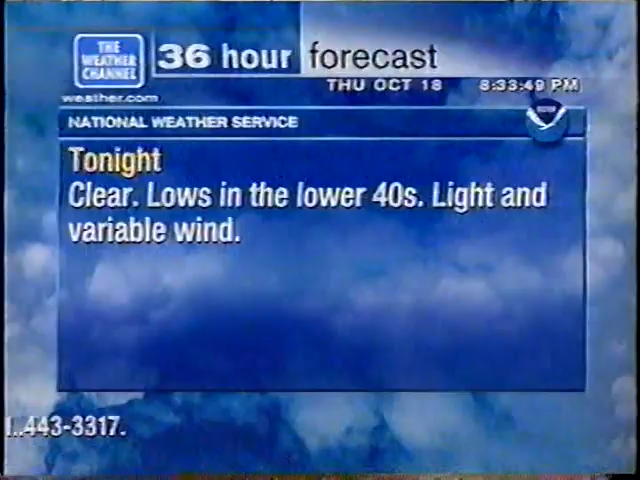 THE
WEATHER
CHANNEL
36 hour forecast
weather.com
THU OCT 18 8:33:49 PM
NATIONAL WEATHER SERVICE
Tonight
Clear. Lows in the lower 40s. Light and
variable wind.
...443-3317.